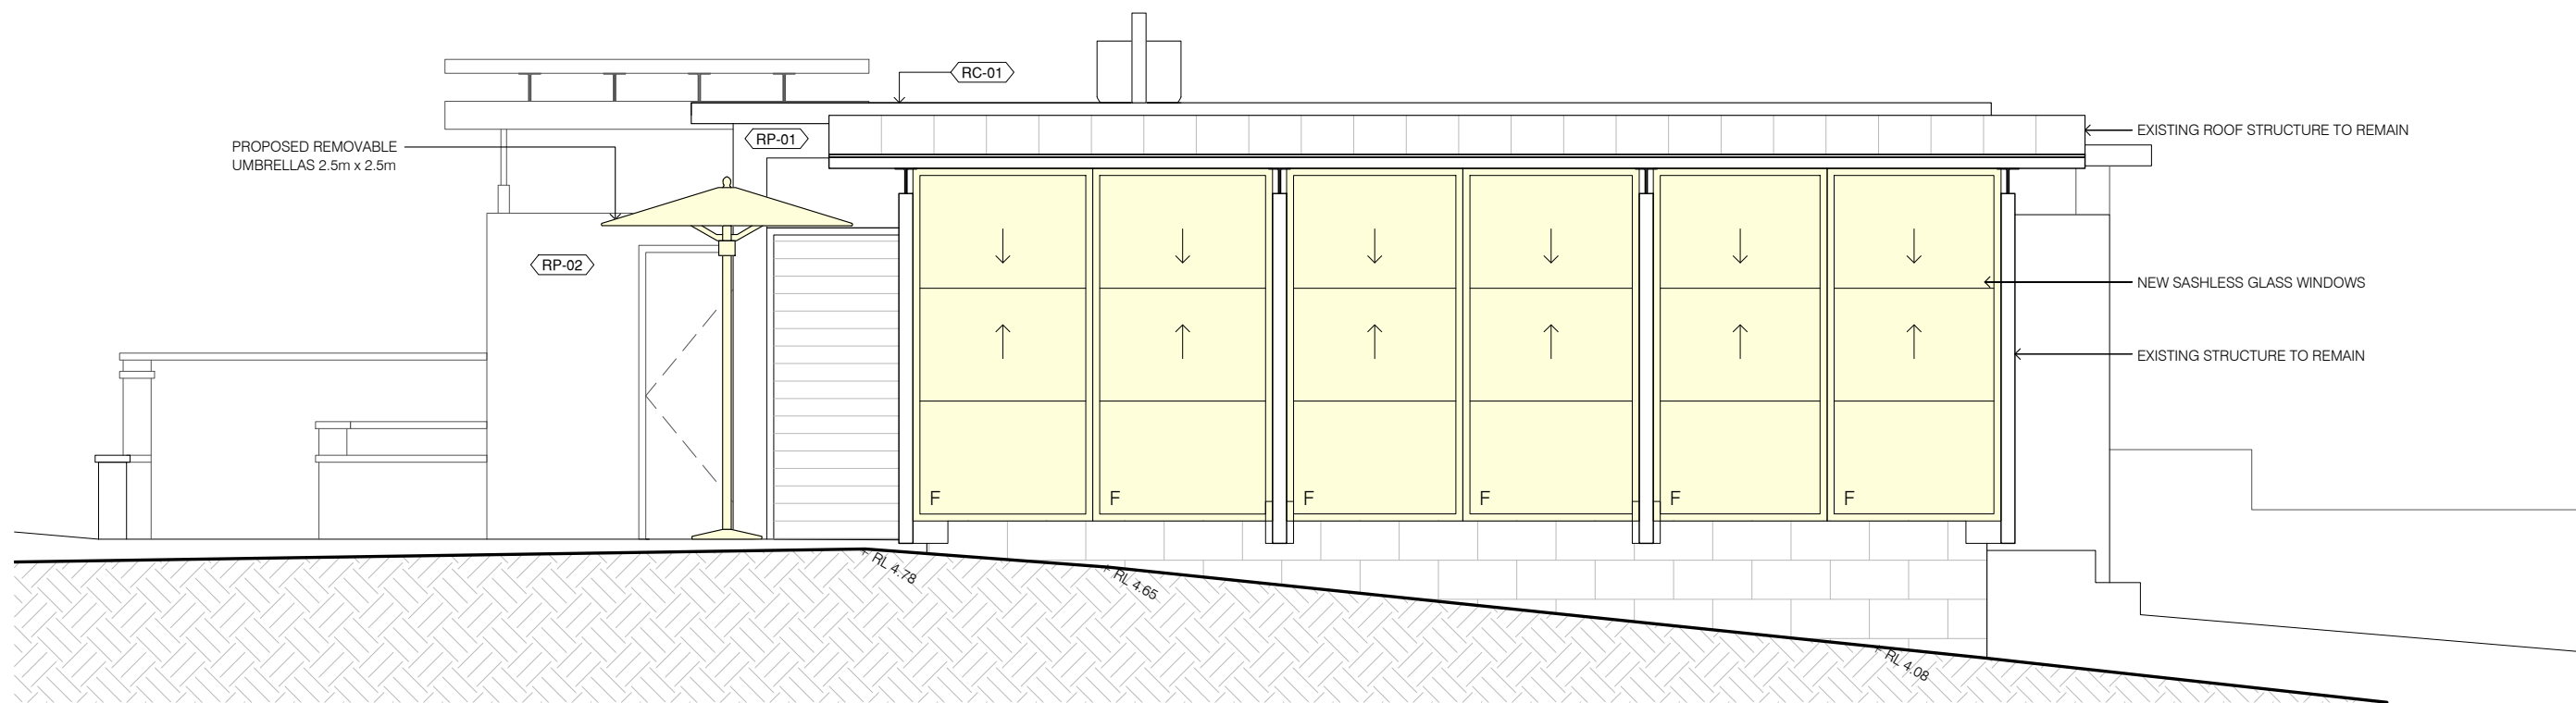 RC-01
EXISTING ROOF STRUCTURE TO REMAIN
RP-01
PROPOSED REMOVABLE
UMBRELLAS 2.5m x 2.5m
RP-02
NEW SASHLESS GLASS WINDOWS
EXISTING STRUCTURE TO REMAIN
F
F
F
F
F
F
+ RL 4.78
+ RL 4.65
+ RL 4.08